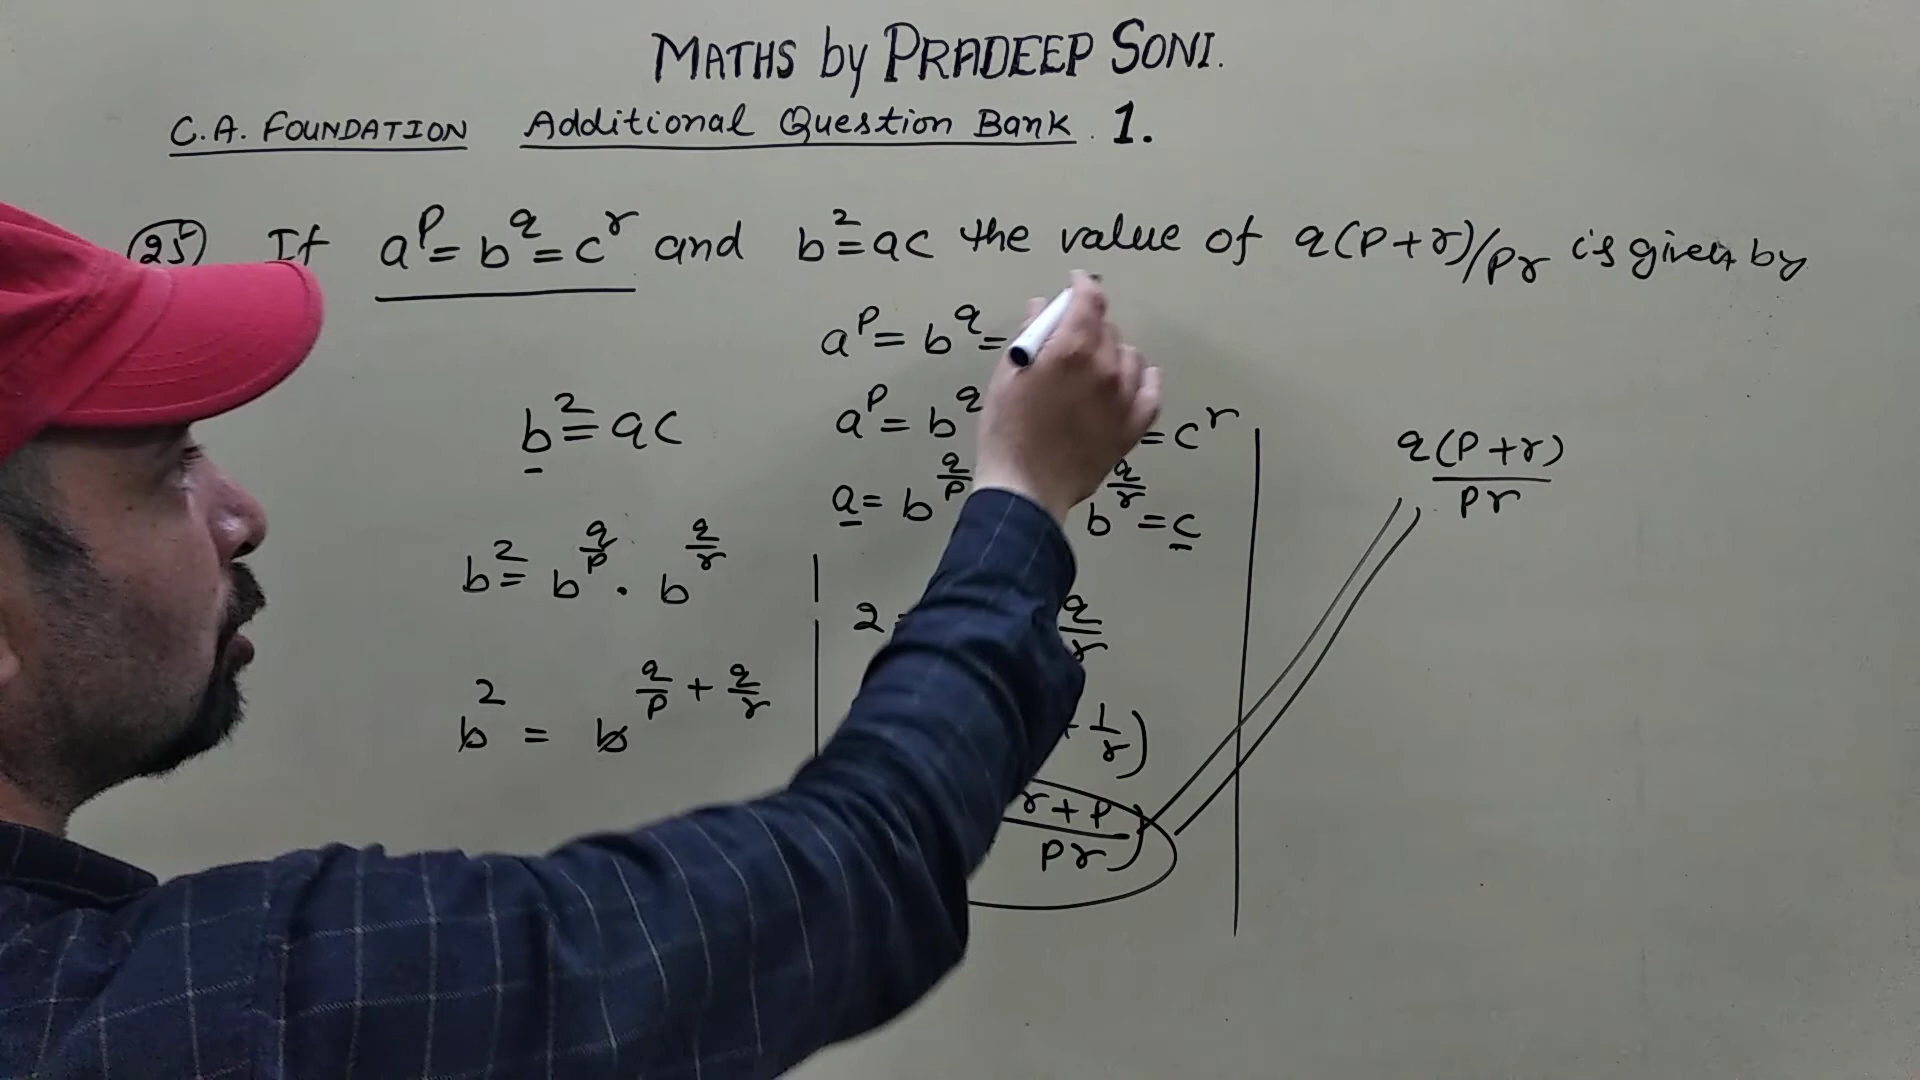 MATHS by PRADEEP SONI.
C.A. FOUNDATION Additional Question Bank. 1.
25 If a^p = b^q = c^r and b^2 = ac the value of q(p+r)/pr is given by
a^p = b^q =
b^2 = ac
a^p = b^q
= c^r
q(p+r)/pr
a = b^(q/p)
b^(q/r) = c
b^2 = b^(q/p) . b^(q/r)
2
q/r
b^2 = b^(q/p + q/r)
+ 1/r)
r+p/pr)